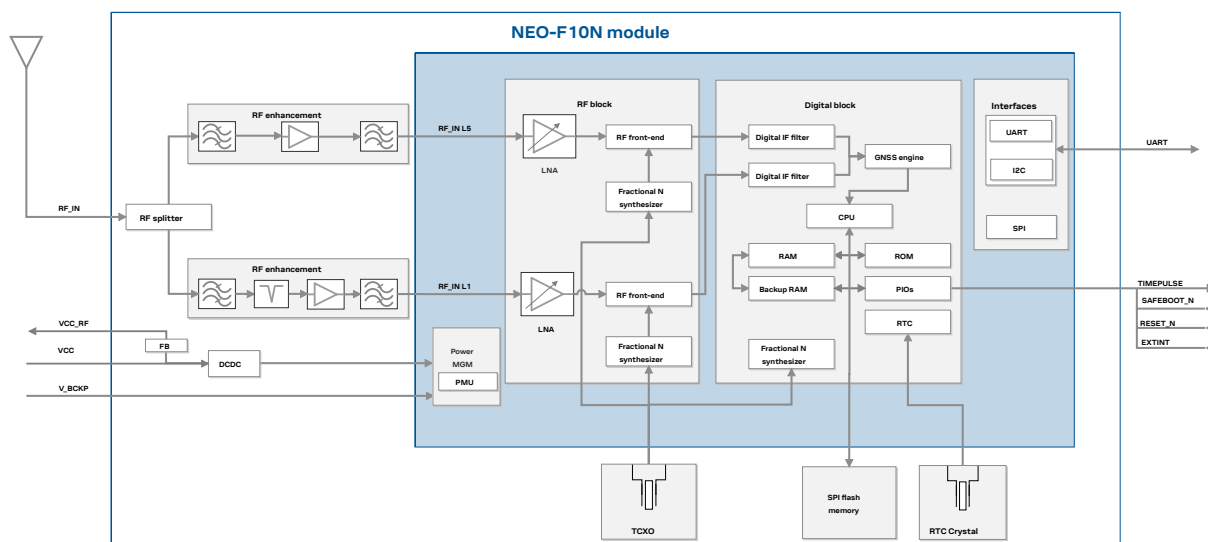 NEO-F10N module
RF enhancement
RF block
Digital block
Interfaces
RF_IN L5
LNA
RF front-end
Fractional N
synthesizer
Digital IF filter
Digital IF filter
GNSS engine
CPU
UART
I2C
SPI
UART
RF_IN
RF splitter
RF enhancement
RF_IN L1
LNA
RF front-end
Fractional N
synthesizer
RAM
ROM
Backup RAM
PIOs
RTC
Fractional N
synthesizer
TIMEPULSE
SAFEBOOT_N
RESET_N
EXTINT
VCC_RF
FB
VCC
DCDC
V_BCKP
Power
MGM
PMU
TCXO
SPI flash
memory
RTC Crystal